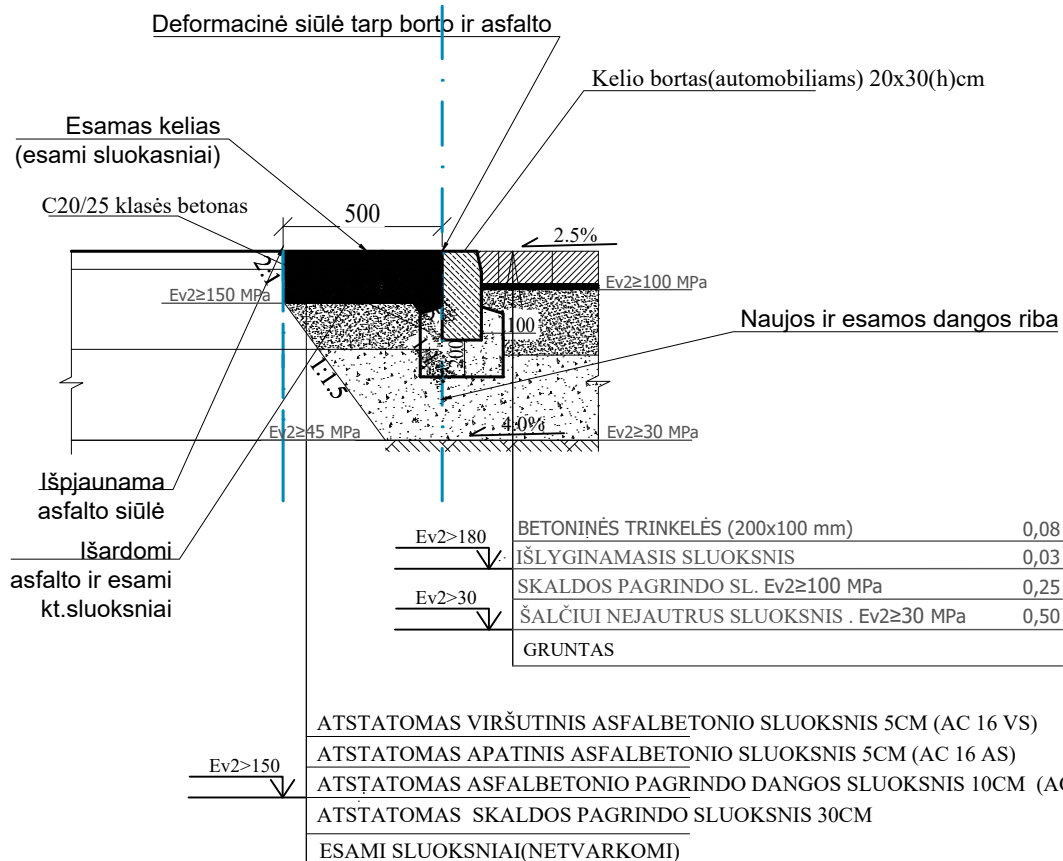 Deformacinė siūlė tarp borto ir asfalto
Kelio bortas(automobiliams) 20x30(h)cm
Esamas kelias
(esami sluokasniai)
C20/25 klasės betonas
500
2.5%
2:1
Ev2≥150 MPa
Ev2≥100 MPa
100
200
Naujos ir esamos dangos riba
1:1.5
Ev2≥45 MPa
4.0%
Ev2≥30 MPa
Išpjaunama
asfalto siūlė
Išardomi
asfalto ir esami
kt.sluoksniai
Ev2>180
BETONINĖS TRINKELĖS (200x100 mm) 0,08
IŠLYGINAMASIS SLUOKSNIS 0,03
SKALDOS PAGRINDO SL. Ev2≥100 MPa 0,25
Ev2>30
ŠALČIUI NEJAUTRUS SLUOKSNIS . Ev2≥30 MPa 0,50
GRUNTAS
ATSTATOMAS VIRŠUTINIS ASFALBETONIO SLUOKSNIS 5CM (AC 16 VS)
ATSTATOMAS APATINIS ASFALBETONIO SLUOKSNIS 5CM (AC 16 AS)
Ev2>150
ATSTATOMAS ASFALBETONIO PAGRINDO DANGOS SLUOKSNIS 10CM (AC
ATSTATOMAS SKALDOS PAGRINDO SLUOKSNIS 30CM
ESAMI SLUOKSNIAI(NETVARKOMI)